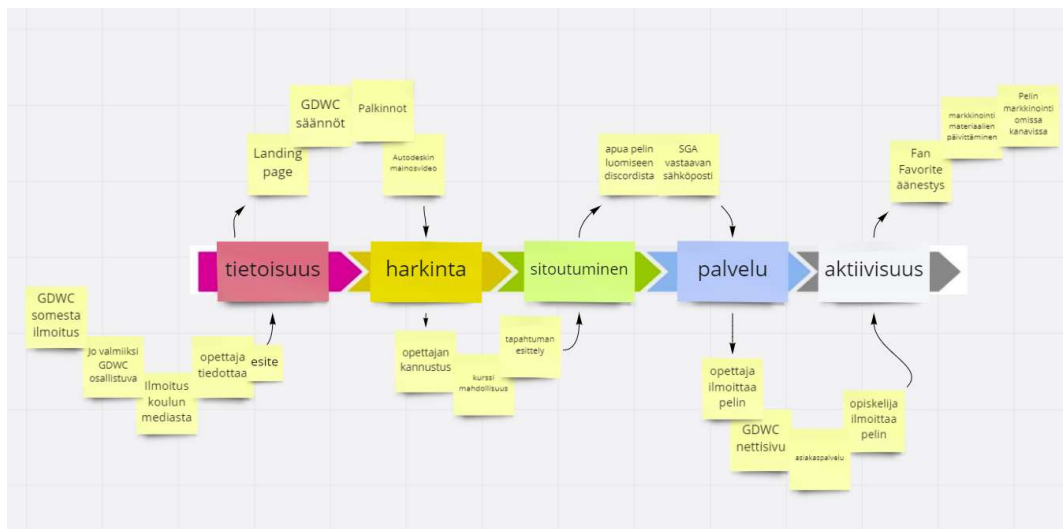 GDWC
somesta
ilmoitus
Jo valmiiksi
GDWC
osallistuva
Ilmoitus
koulun
mediasta
opettaja
tiedottaa
esite
tietoisuus
Landing
page
GDWC
säännöt
Palkinnot
Autodeskin
mainosvideo
harkinta
opettajan
kannustus
kurssi
mahdollisuus
tapahtuman
esittely
sitoutuminen
apua pelin
luomiseen
discordista
SGA
vastaavan
sähköposti
palvelu
opettaja
ilmoittaa
pelin
GDWC
nettisivu
asiakaspalvelu
opiskelija
ilmoittaa
pelin
aktiivisuus
Fan
Favorite
äänestys
markkinointi
materiaalien
päivittäminen
Pelin
markkinointi
omissa
kanavissa